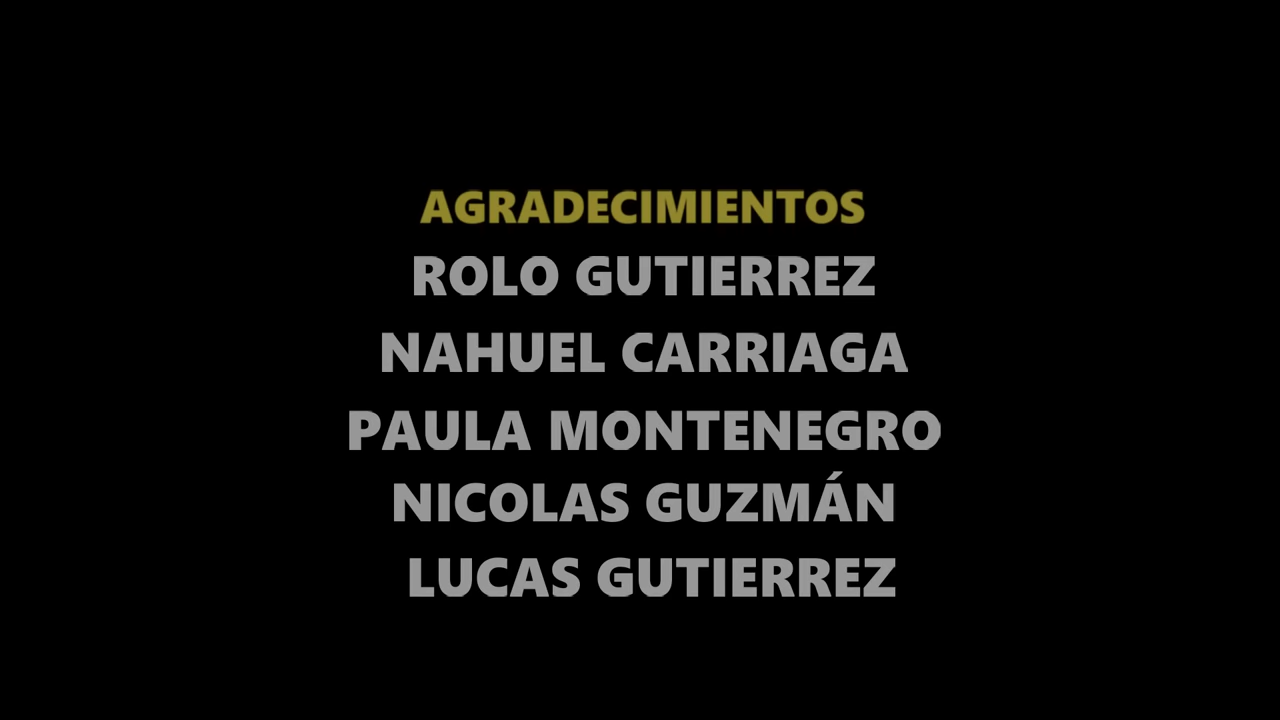 AGRADECIMIENTOS
ROLO GUTIERREZ
NAHUEL CARRIAGA
PAULA MONTENEGRO
NICOLAS GUZMÁN
LUCAS GUTIERREZ